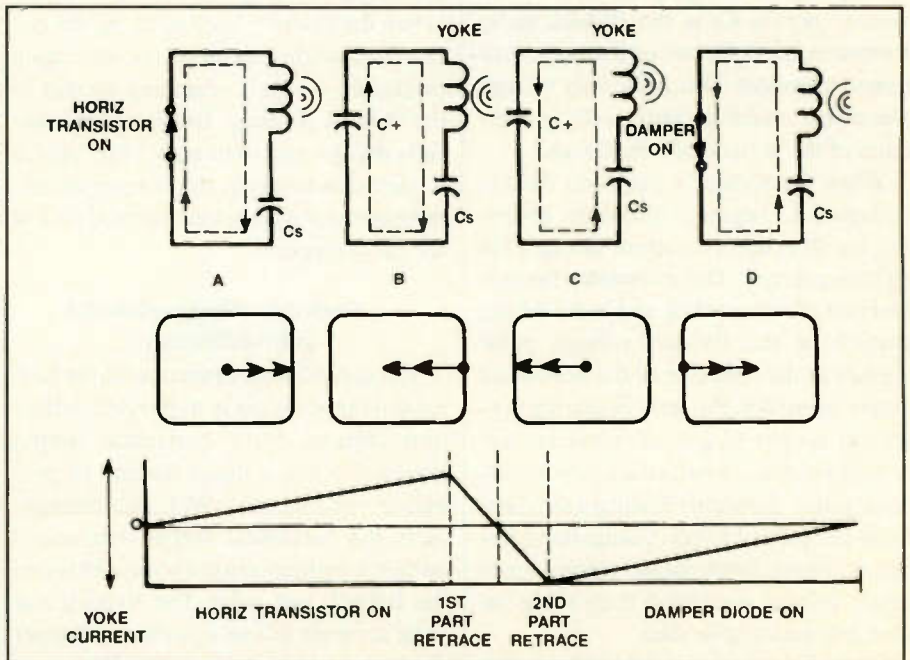 YOKE
YOKE
HORIZ
TRANSISTOR
ON
C+
Cs
C+
Cs
DAMPER
ON
Cs
Cs
A
B
C
D
O
YOKE
CURRENT
HORIZ TRANSISTOR ON
1ST
PART
RETRACE
2ND
PART
RETRACE
DAMPER DIODE ON